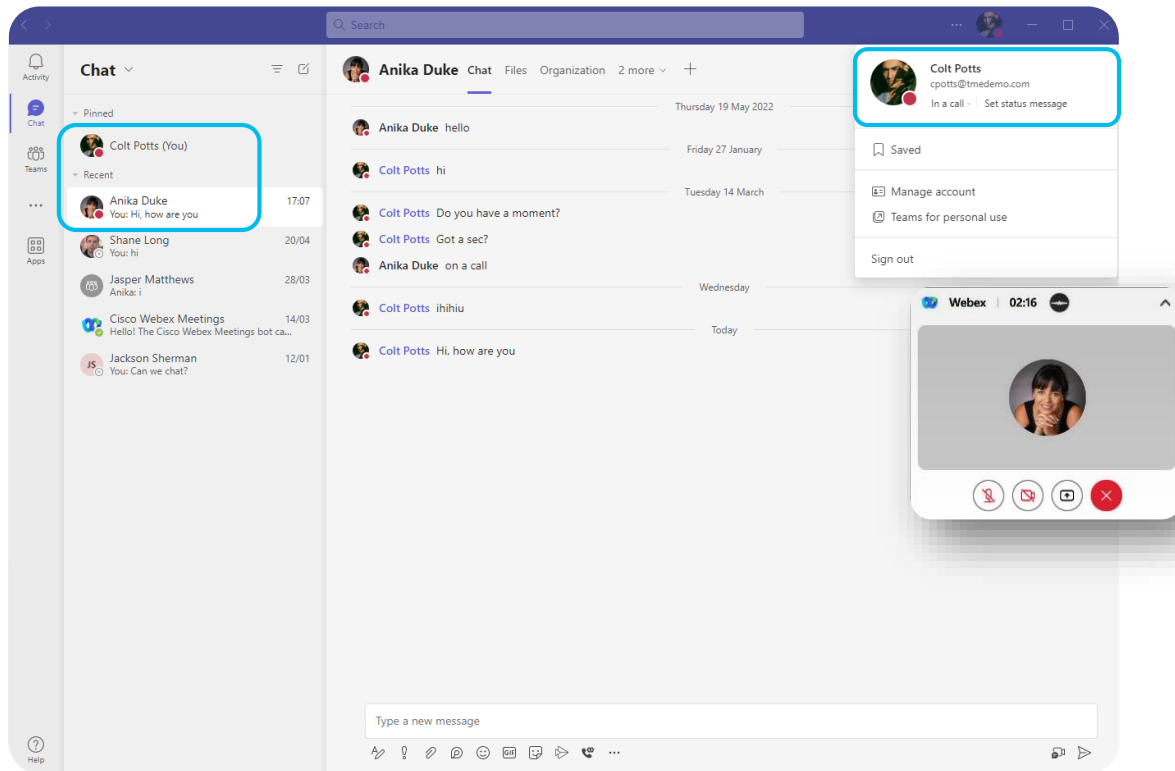 Search
Activity
Chat
Teams
Apps
Help
Chat
Pinned
Colt Potts (You)
Recent
Anika Duke 17:07
You: Hi, how are you
Shane Long 20/04
You: hi
Jasper Matthews 28/03
Anika: i
Cisco Webex Meetings 14/03
Hello! The Cisco Webex Meetings bot ca...
JS
Jackson Sherman 12/01
You: Can we chat?
Anika Duke Chat Files Organization 2 more
Thursday 19 May 2022
Anika Duke hello
Friday 27 January
Colt Potts hi
Tuesday 14 March
Colt Potts Do you have a moment?
Colt Potts Got a sec?
Anika Duke on a call
Wednesday
Colt Potts ihihiu
Today
Colt Potts Hi, how are you
Type a new message
GIF
Colt Potts
cpotts@tmedemo.com
In a call Set status message
Saved
Manage account
Teams for personal use
Sign out
Webex 02:16